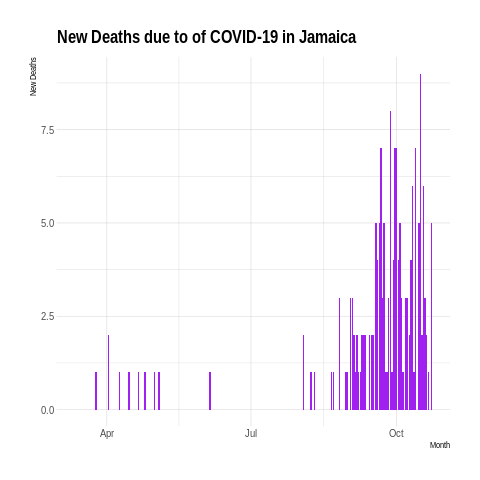 New Deaths due to of COVID-19 in Jamaica
New Deaths
7.5
5.0
2.5
0.0
Apr
Jul
Oct
Month